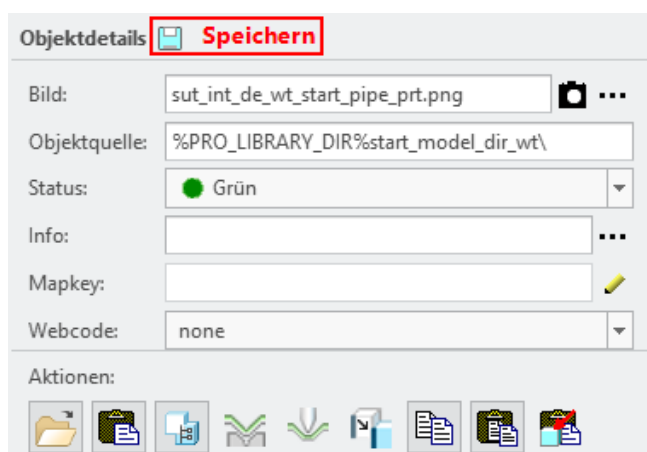 Objektdetails Speichern
Bild: sut_int_de_wt_start_pipe_prt.png
Objektquelle: %PRO_LIBRARY_DIR%start_model_dir_wt\
Status: Grün
Info:
Mapkey:
Webcode: none
Aktionen: